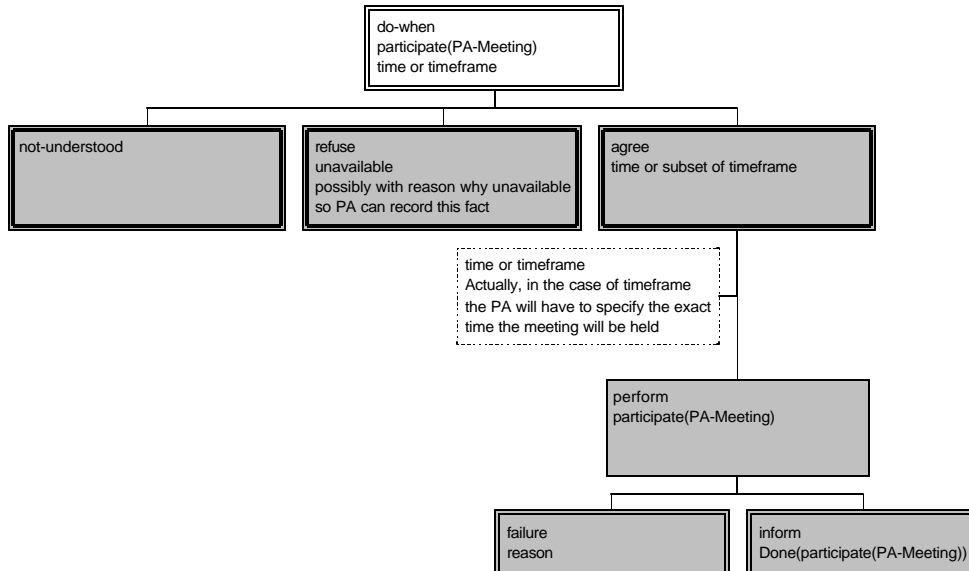 do-when
participate(PA-Meeting)
time or timeframe
not-understood
refuse
unavailable
possibly with reason why unavailable
so PA can record this fact
agree
time or subset of timeframe
time or timeframe
Actually, in the case of timeframe
the PA will have to specify the exact
time the meeting will be held
perform
participate(PA-Meeting)
failure
reason
inform
Done(participate(PA-Meeting))